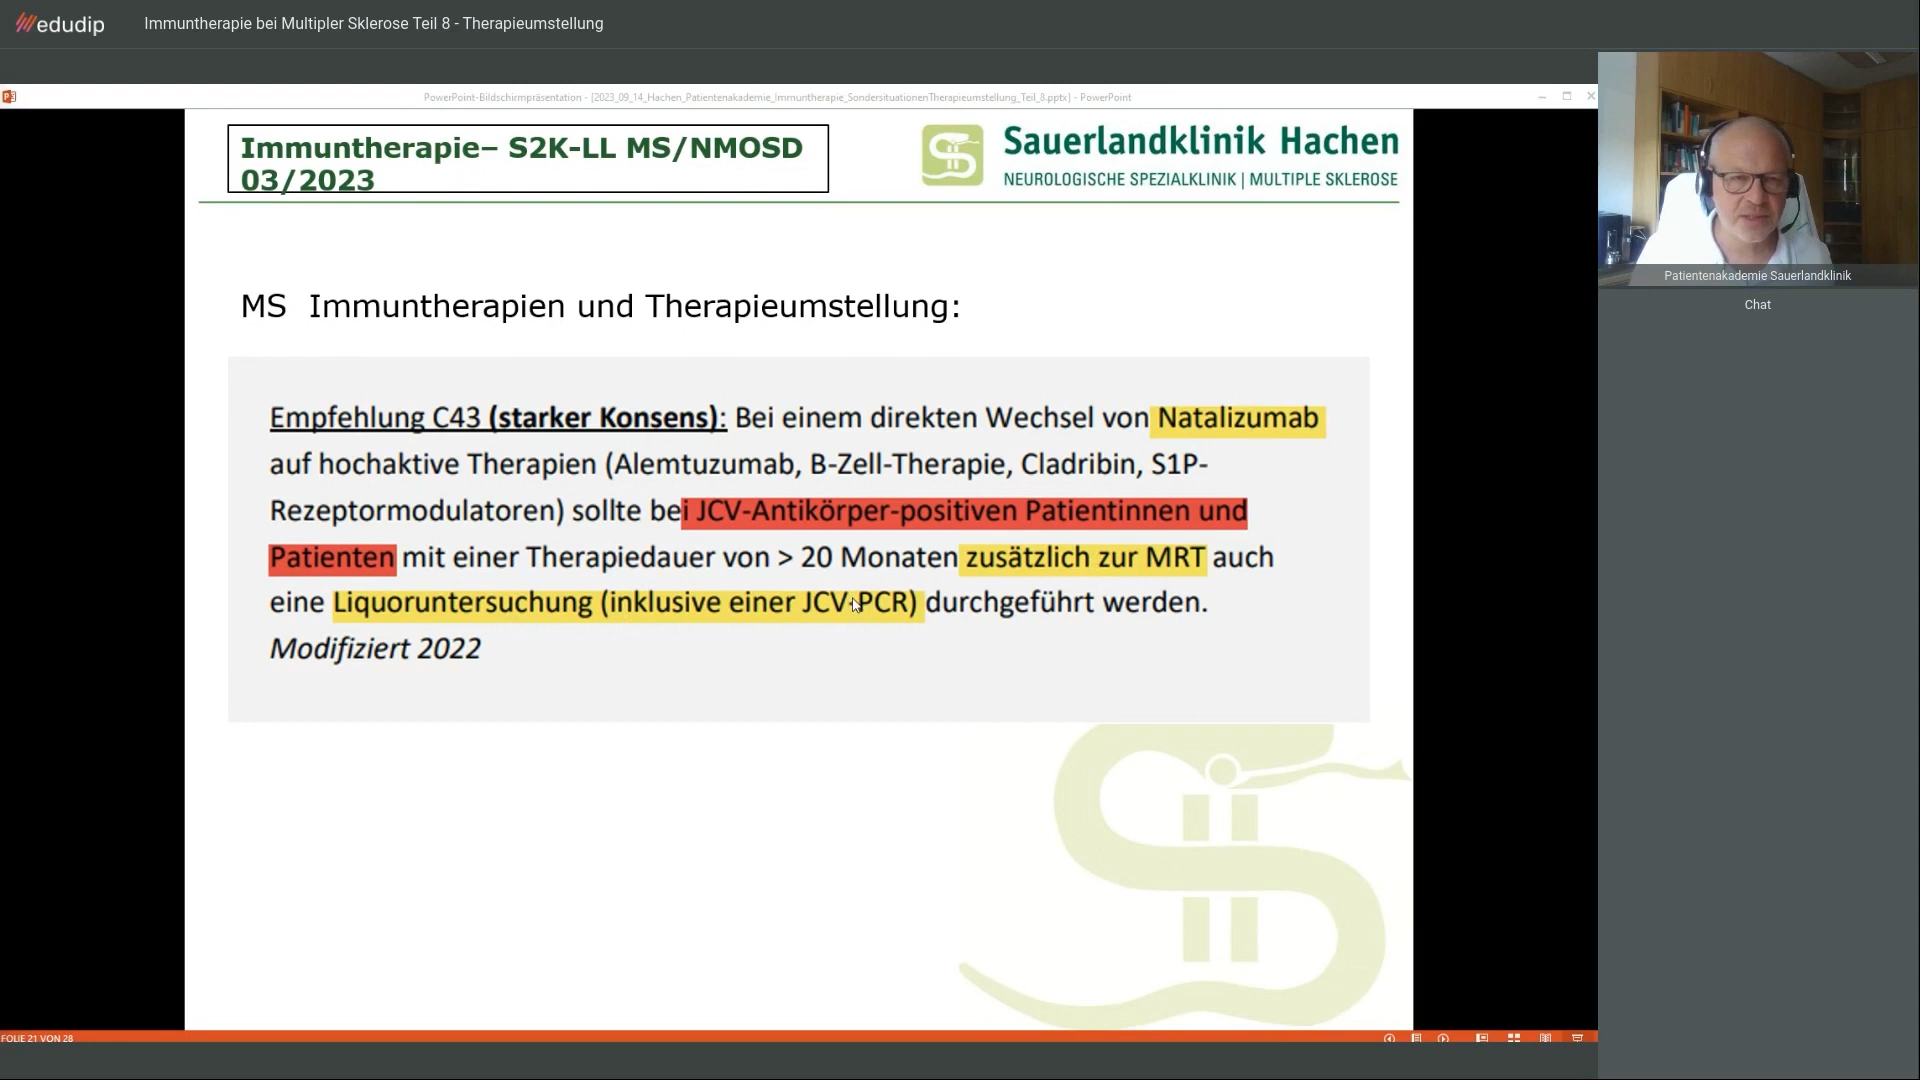 edudip
Immuntherapie bei Multipler Sklerose Teil 8 - Therapieumstellung
PowerPoint-Bildschirmpräsentation - [2023_09_14_Hachen_Patientenakademie_Immuntherapie_SondersituationenTherapieumstellung_Teil_8.pptx] - PowerPoint
Immuntherapie– S2K-LL MS/NMOSD
03/2023
Sauerlandklinik Hachen
NEUROLOGISCHE SPEZIALKLINIK | MULTIPLE SKLEROSE
Patientenakademie Sauerlandklinik
Chat
MS Immuntherapien und Therapieumstellung:
Empfehlung C43 (starker Konsens): Bei einem direkten Wechsel von Natalizumab
auf hochaktive Therapien (Alemtuzumab, B-Zell-Therapie, Cladribin, S1P-
Rezeptormodulatoren) sollte bei JCV-Antikörper-positiven Patientinnen und
Patienten mit einer Therapiedauer von > 20 Monaten zusätzlich zur MRT auch
eine Liquoruntersuchung (inklusive einer JCV-PCR) durchgeführt werden.
Modifiziert 2022
FOLIE 21 VON 28